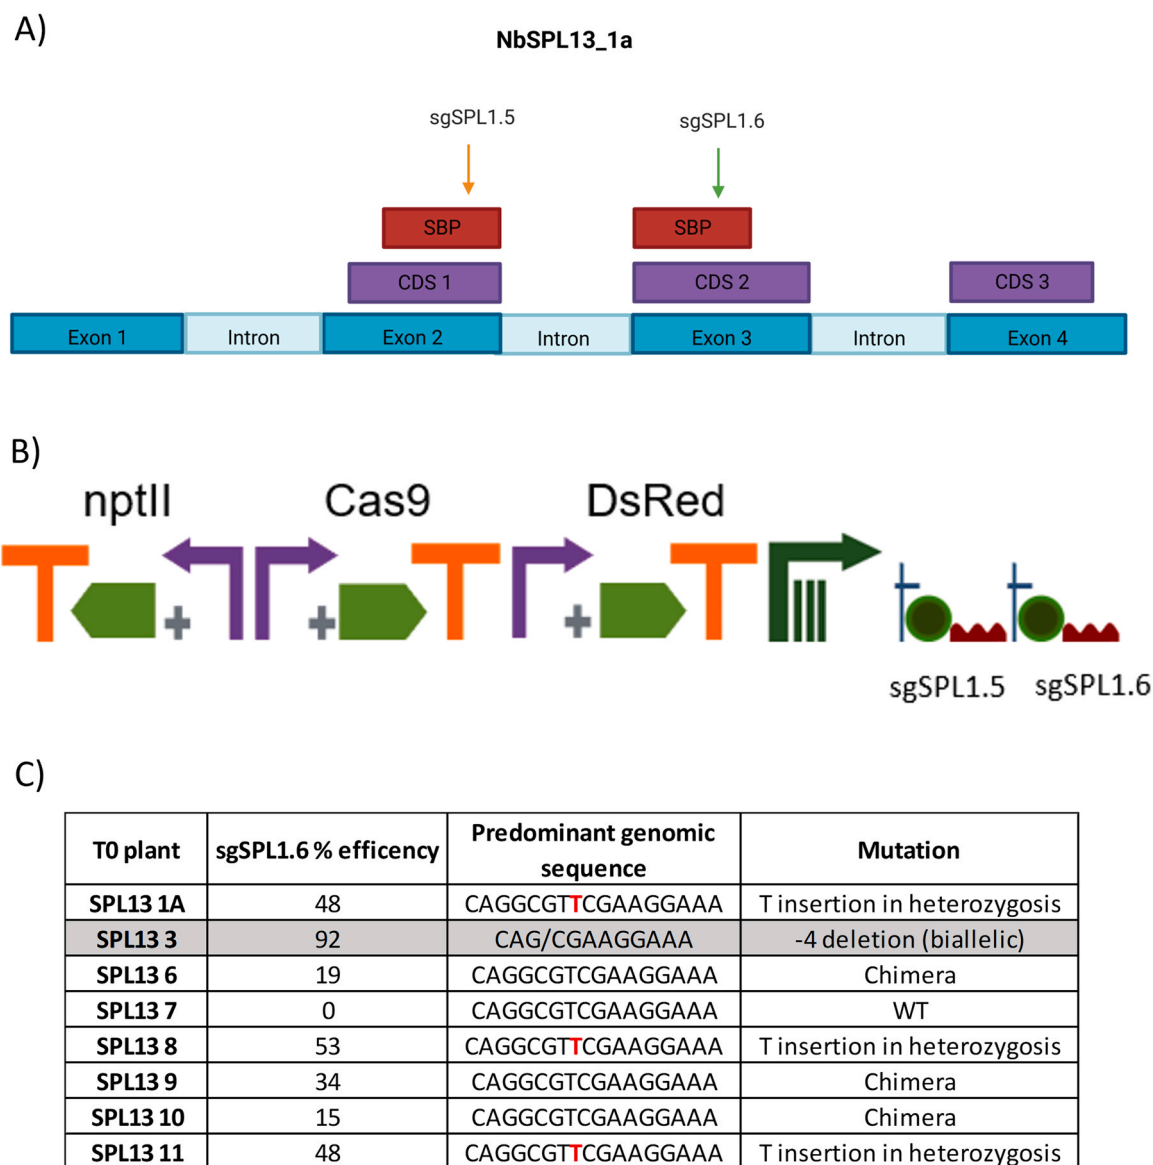 A)
NbSPL13_1a
sgSPL1.5
sgSPL1.6
SBP
SBP
CDS 1
CDS 2
CDS 3
Exon 1
Intron
Exon 2
Intron
Exon 3
Intron
Exon 4
B)
nptII
Cas9
DsRed
sgSPL1.5
sgSPL1.6
C)
T0 plant
sgSPL1.6 % efficency
Predominant genomic
sequence
Mutation
SPL13 1A 48 CAGGCGTTCGAAGGAAA T insertion in heterozygosis
SPL13 3 92 CAG/CGAAGGAAA -4 deletion (biallelic)
SPL13 6 19 CAGGCGTCGAAGGAAA Chimera
SPL13 7 0 CAGGCGTCGAAGGAAA WT
SPL13 8 53 CAGGCGTTCGAAGGAAA T insertion in heterozygosis
SPL13 9 34 CAGGCGTCGAAGGAAA Chimera
SPL13 10 15 CAGGCGTCGAAGGAAA Chimera
SPL13 11 48 CAGGCGTTCGAAGGAAA T insertion in heterozygosis